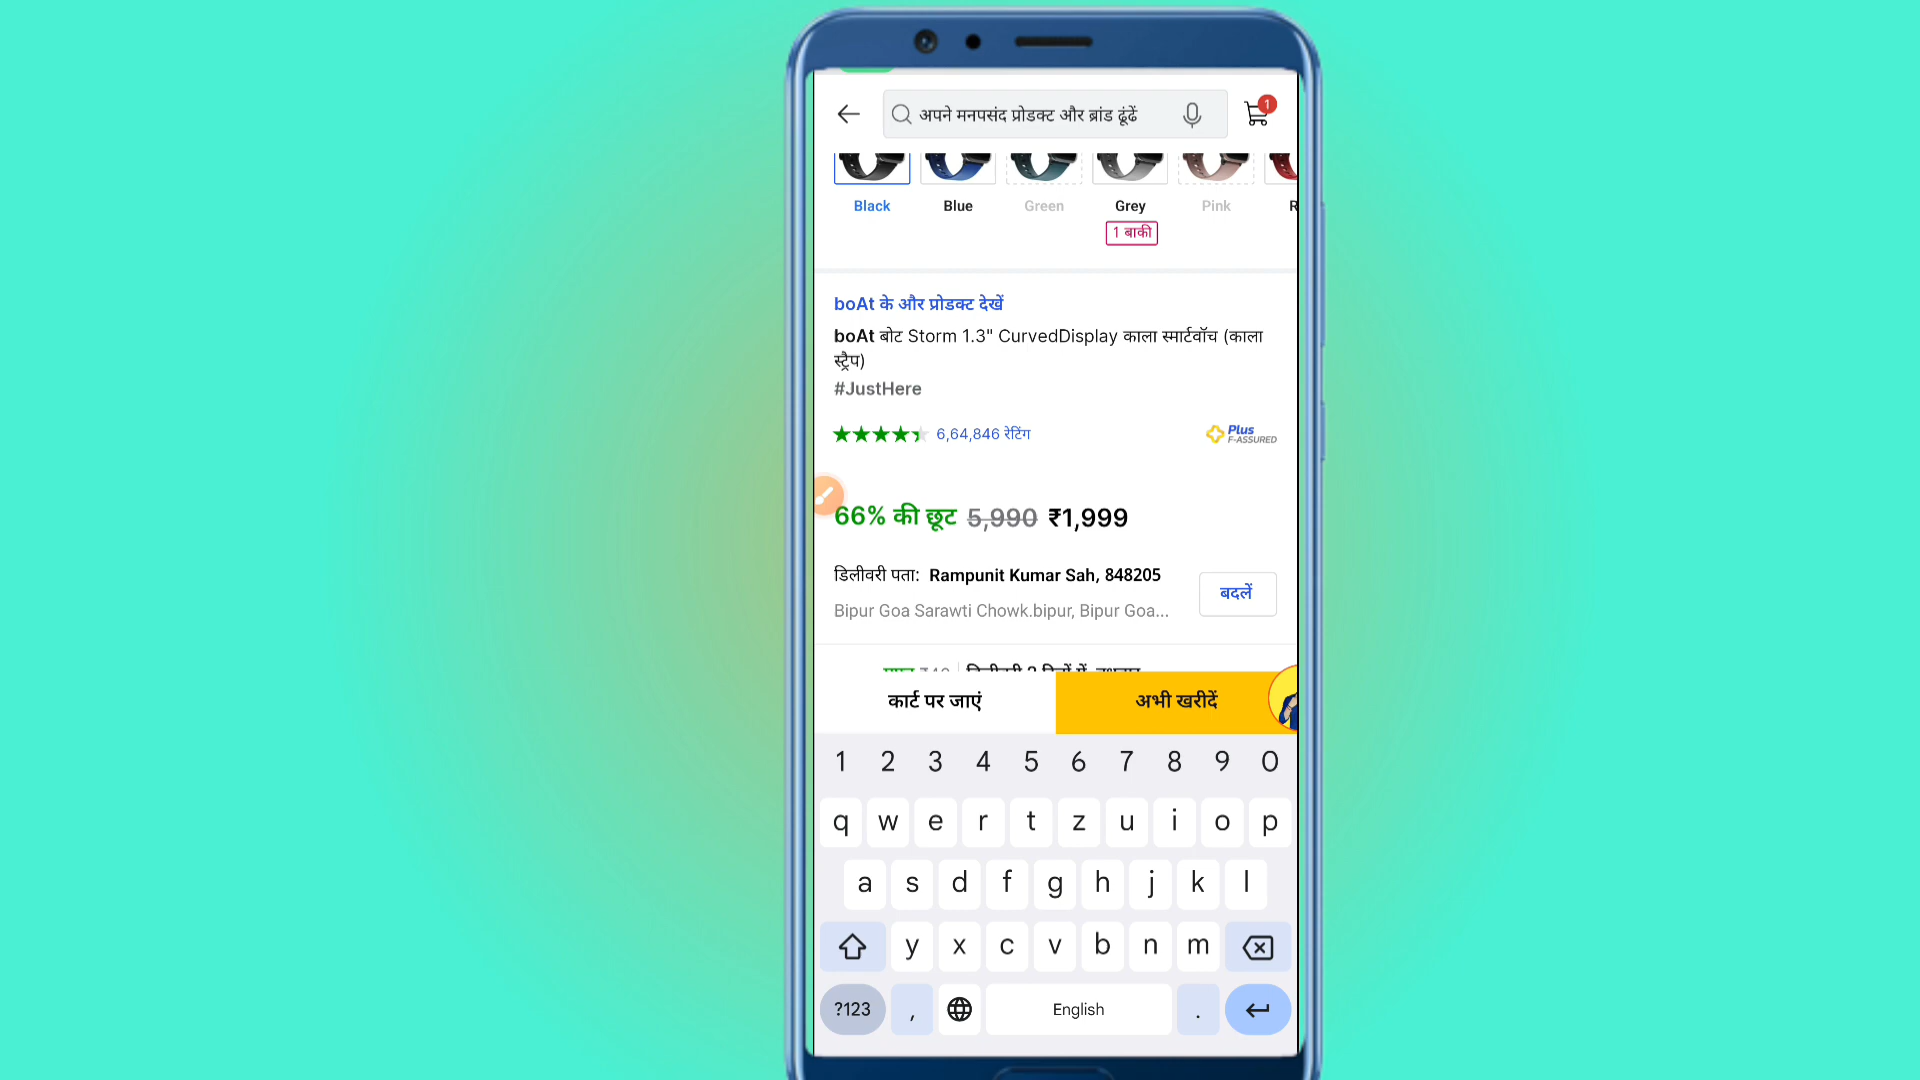 1
अपने मनपसंद प्रोडक्ट और ब्रांड ढूंढें
Black Blue Green Grey Pink
1 बाकी
boAt के और प्रोडक्ट देखें
boAt बोट Storm 1.3" CurvedDisplay काला स्मार्टवॉच (काला
स्ट्रैप)
#JustHere
6,64,846 रेटिंग
Plus
F-ASSURED
66% की छूट 5,990 ₹1,999
डिलीवरी पता: Rampunit Kumar Sah, 848205
बदलें
Bipur Goa Sarawti Chowk.bipur, Bipur Goa...
कार्ट पर जाएं अभी खरीदें
1 2 3 4 5 6 7 8 9 0
q w e r t z u i o p
a s d f g h j k l
y x c v b n m
?123 , English .